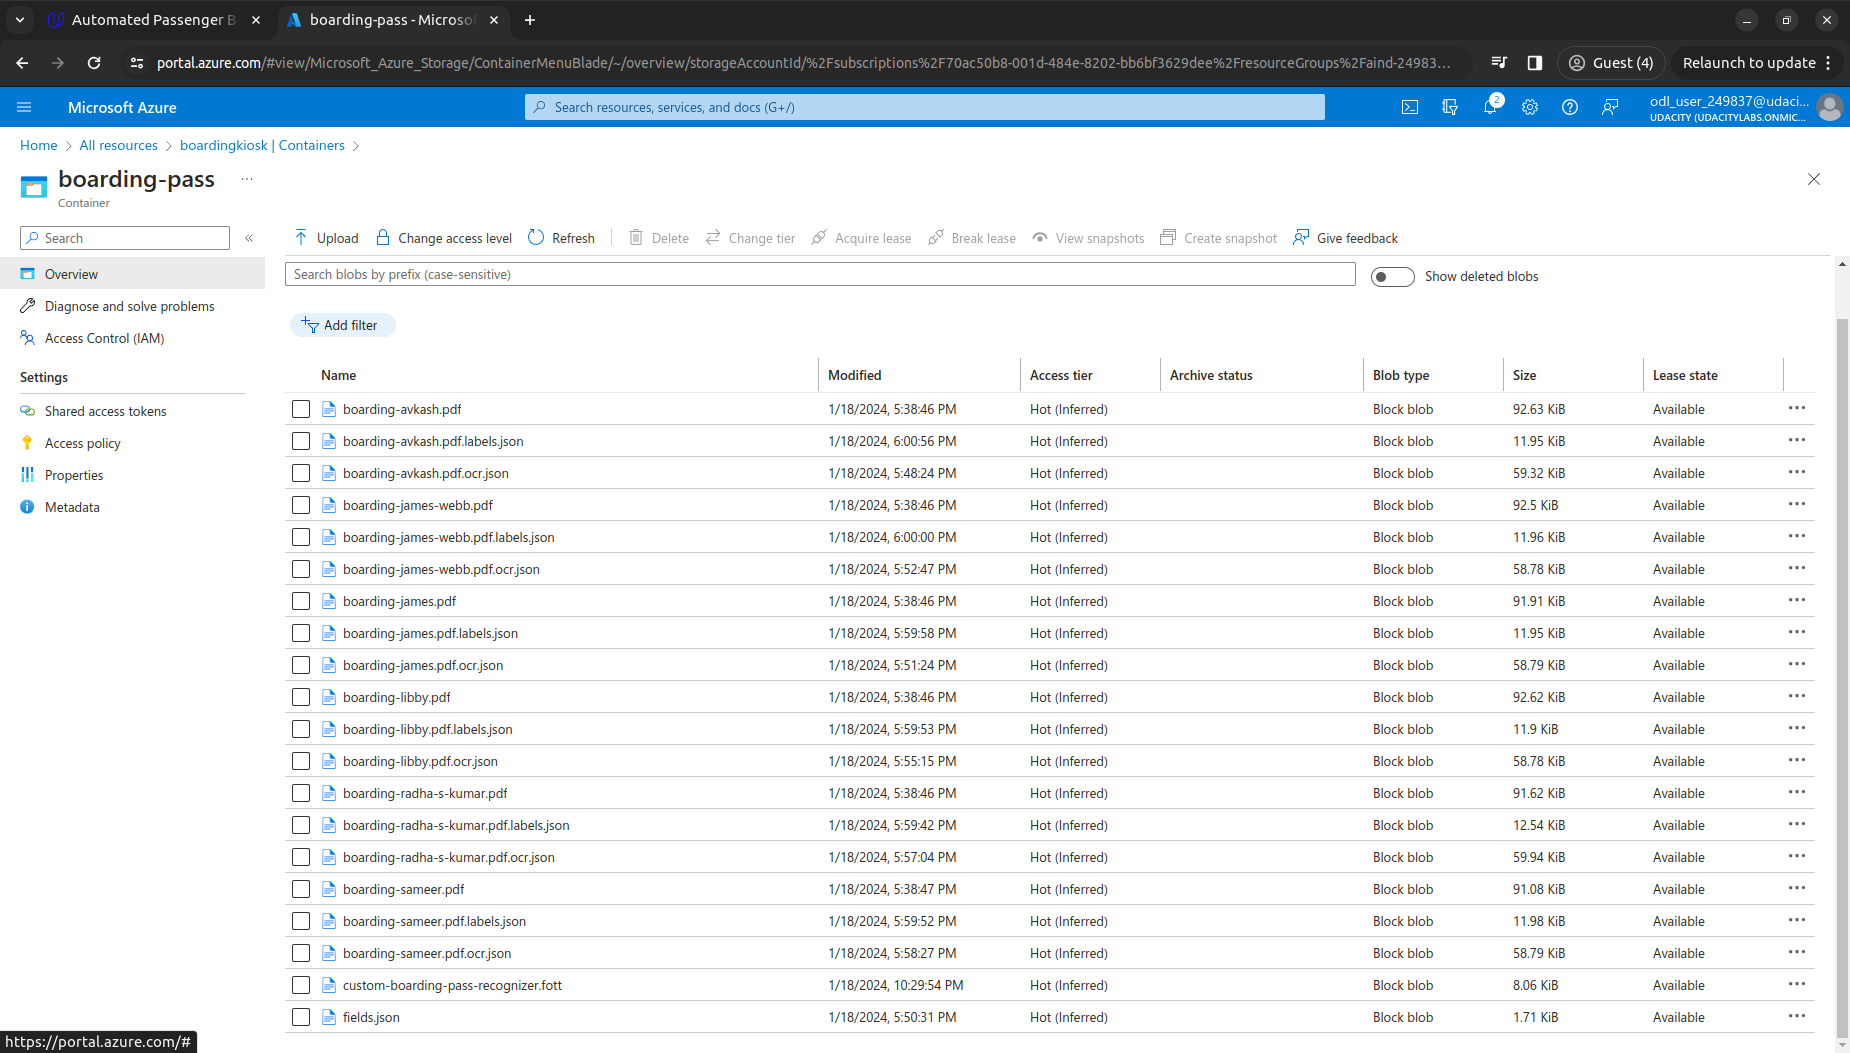 Automated Passenger B
boarding-pass - Microsof
portal.azure.com/#view/Microsoft_Azure_Storage/ContainerMenuBlade/~/overview/storageAccountId/%2Fsubscriptions%2F70ac50b8-001d-484e-8202-bb6bf3629dee%2FresourceGroups%2Faind-24983...
Guest (4)
Relaunch to update
Microsoft Azure
Search resources, services, and docs (G+/)
2
odl_user_249837@udaci...
UDACITY (UDACITYLABS.ONMIC...
Home > All resources > boardingkiosk | Containers >
boarding-pass ...
Container
Search
Upload Change access level Refresh Delete Change tier Acquire lease Break lease View snapshots Create snapshot Give feedback
Overview
Diagnose and solve problems
Access Control (IAM)
Settings
Shared access tokens
Access policy
Properties
Metadata
Search blobs by prefix (case-sensitive)
Show deleted blobs
Add filter
Name Modified Access tier Archive status Blob type Size Lease state
boarding-avkash.pdf 1/18/2024, 5:38:46 PM Hot (Inferred) Block blob 92.63 KiB Available
boarding-avkash.pdf.labels.json 1/18/2024, 6:00:56 PM Hot (Inferred) Block blob 11.95 KiB Available
boarding-avkash.pdf.ocr.json 1/18/2024, 5:48:24 PM Hot (Inferred) Block blob 59.32 KiB Available
boarding-james-webb.pdf 1/18/2024, 5:38:46 PM Hot (Inferred) Block blob 92.5 KiB Available
boarding-james-webb.pdf.labels.json 1/18/2024, 6:00:00 PM Hot (Inferred) Block blob 11.96 KiB Available
boarding-james-webb.pdf.ocr.json 1/18/2024, 5:52:47 PM Hot (Inferred) Block blob 58.78 KiB Available
boarding-james.pdf 1/18/2024, 5:38:46 PM Hot (Inferred) Block blob 91.91 KiB Available
boarding-james.pdf.labels.json 1/18/2024, 5:59:58 PM Hot (Inferred) Block blob 11.95 KiB Available
boarding-james.pdf.ocr.json 1/18/2024, 5:51:24 PM Hot (Inferred) Block blob 58.79 KiB Available
boarding-libby.pdf 1/18/2024, 5:38:46 PM Hot (Inferred) Block blob 92.62 KiB Available
boarding-libby.pdf.labels.json 1/18/2024, 5:59:53 PM Hot (Inferred) Block blob 11.9 KiB Available
boarding-libby.pdf.ocr.json 1/18/2024, 5:55:15 PM Hot (Inferred) Block blob 58.78 KiB Available
boarding-radha-s-kumar.pdf 1/18/2024, 5:38:46 PM Hot (Inferred) Block blob 91.62 KiB Available
boarding-radha-s-kumar.pdf.labels.json 1/18/2024, 5:59:42 PM Hot (Inferred) Block blob 12.54 KiB Available
boarding-radha-s-kumar.pdf.ocr.json 1/18/2024, 5:57:04 PM Hot (Inferred) Block blob 59.94 KiB Available
boarding-sameer.pdf 1/18/2024, 5:38:47 PM Hot (Inferred) Block blob 91.08 KiB Available
boarding-sameer.pdf.labels.json 1/18/2024, 5:59:52 PM Hot (Inferred) Block blob 11.98 KiB Available
boarding-sameer.pdf.ocr.json 1/18/2024, 5:58:27 PM Hot (Inferred) Block blob 58.79 KiB Available
custom-boarding-pass-recognizer.fott 1/18/2024, 10:29:54 PM Hot (Inferred) Block blob 8.06 KiB Available
fields.json 1/18/2024, 5:50:31 PM Hot (Inferred) Block blob 1.71 KiB Available
https://portal.azure.com/#